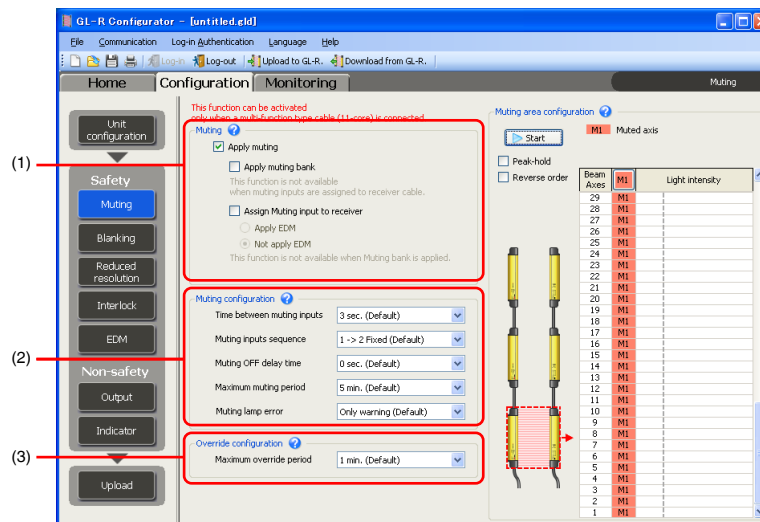 GL-R Configurator - [untitled.gld]
File Communication Log-in Authentication Language Help
Log-in Log-out Upload to GL-R. Download from GL-R.
Home Configuration Monitoring Muting
Unit configuration
Safety
Muting
Blanking
Reduced resolution
Interlock
EDM
Non-safety
Output
Indicator
Upload
(1)
(2)
(3)
This function can be activated
only when a multi-function type cable (11-core) is connected
Muting ?
Apply muting
Apply muting bank
This function is not available
when muting inputs are assigned to receiver cable.
Assign Muting input to receiver
Apply EDM
Not apply EDM
This function is not available when Muting bank is applied.
Muting configuration ?
Time between muting inputs 3 sec. (Default)
Muting inputs sequence 1 -> 2 Fixed (Default)
Muting OFF delay time 0 sec. (Default)
Maximum muting period 5 min. (Default)
Muting lamp error Only warning (Default)
Override configuration ?
Maximum override period 1 min. (Default)
Muting area configuration ?
Start
M1 Muted axis
Peak-hold
Reverse order
Beam Axes M1 Light intensity
29 M1
28 M1
27 M1
26 M1
25 M1
24 M1
23 M1
22 M1
21 M1
20 M1
19 M1
18 M1
17 M1
16 M1
15 M1
14 M1
13 M1
12 M1
11 M1
10 M1
9 M1
8 M1
7 M1
6 M1
5 M1
4 M1
3 M1
2 M1
1 M1